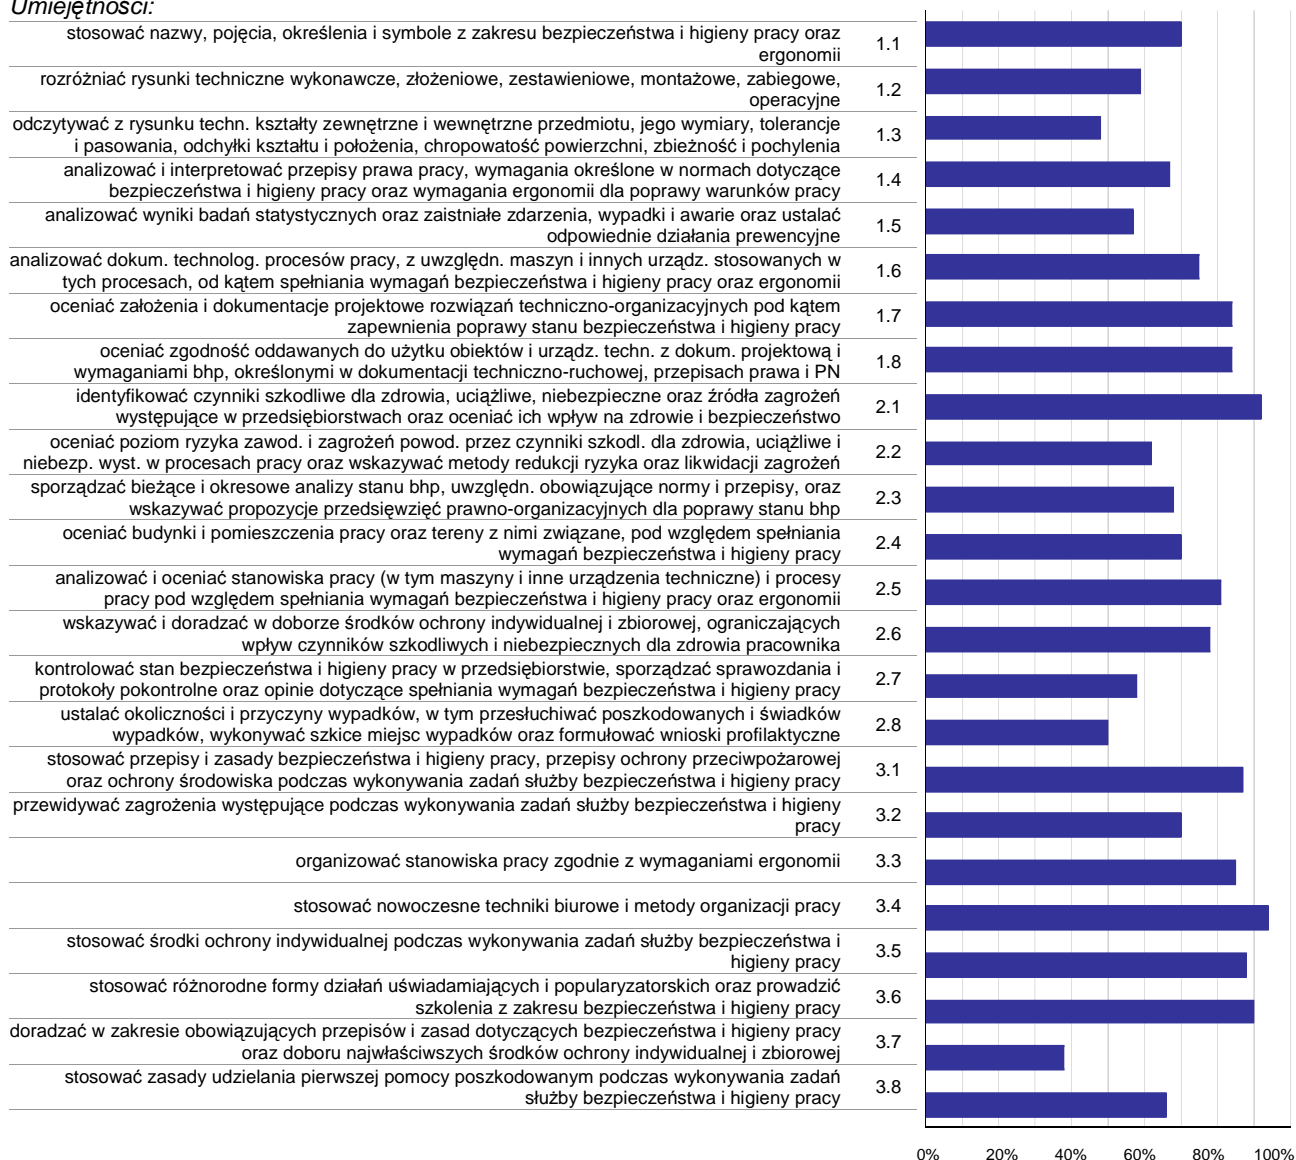 Umiejętności:
stosować nazwy, pojęcia, określenia i symbole z zakresu bezpieczeństwa i higieny pracy oraz
ergonomii
1.1
rozróżniać rysunki techniczne wykonawcze, złożeniowe, zestawieniowe, montażowe, zabiegowe,
operacyjne
1.2
odczytywać z rysunku techn. kształty zewnętrzne i wewnętrzne przedmiotu, jego wymiary, tolerancje
i pasowania, odchyłki kształtu i położenia, chropowatość powierzchni, zbieżność i pochylenia
1.3
analizować i interpretować przepisy prawa pracy, wymagania określone w normach dotyczące
bezpieczeństwa i higieny pracy oraz wymagania ergonomii dla poprawy warunków pracy
1.4
analizować wyniki badań statystycznych oraz zaistniałe zdarzenia, wypadki i awarie oraz ustalać
odpowiednie działania prewencyjne
1.5
analizować dokum. technolog. procesów pracy, z uwzględn. maszyn i innych urządz. stosowanych w
tych procesach, od kątem spełniania wymagań bezpieczeństwa i higieny pracy oraz ergonomii
1.6
oceniać założenia i dokumentacje projektowe rozwiązań techniczno-organizacyjnych pod kątem
zapewnienia poprawy stanu bezpieczeństwa i higieny pracy
1.7
oceniać zgodność oddawanych do użytku obiektów i urządz. techn. z dokum. projektową i
wymaganiami bhp, określonymi w dokumentacji techniczno-ruchowej, przepisach prawa i PN
1.8
identyfikować czynniki szkodliwe dla zdrowia, uciążliwe, niebezpieczne oraz źródła zagrożeń
występujące w przedsiębiorstwach oraz oceniać ich wpływ na zdrowie i bezpieczeństwo
2.1
oceniać poziom ryzyka zawod. i zagrożeń powod. przez czynniki szkodl. dla zdrowia, uciążliwe i
niebezp. wyst. w procesach pracy oraz wskazywać metody redukcji ryzyka oraz likwidacji zagrożeń
2.2
sporządzać bieżące i okresowe analizy stanu bhp, uwzględn. obowiązujące normy i przepisy, oraz
wskazywać propozycje przedsięwzięć prawno-organizacyjnych dla poprawy stanu bhp
2.3
oceniać budynki i pomieszczenia pracy oraz tereny z nimi związane, pod względem spełniania
wymagań bezpieczeństwa i higieny pracy
2.4
analizować i oceniać stanowiska pracy (w tym maszyny i inne urządzenia techniczne) i procesy
pracy pod względem spełniania wymagań bezpieczeństwa i higieny pracy oraz ergonomii
2.5
wskazywać i doradzać w doborze środków ochrony indywidualnej i zbiorowej, ograniczających
wpływ czynników szkodliwych i niebezpiecznych dla zdrowia pracownika
2.6
kontrolować stan bezpieczeństwa i higieny pracy w przedsiębiorstwie, sporządzać sprawozdania i
protokoły pokontrolne oraz opinie dotyczące spełniania wymagań bezpieczeństwa i higieny pracy
2.7
ustalać okoliczności i przyczyny wypadków, w tym przesłuchiwać poszkodowanych i świadków
wypadków, wykonywać szkice miejsc wypadków oraz formułować wnioski profilaktyczne
2.8
stosować przepisy i zasady bezpieczeństwa i higieny pracy, przepisy ochrony przeciwpożarowej
oraz ochrony środowiska podczas wykonywania zadań służby bezpieczeństwa i higieny pracy
3.1
przewidywać zagrożenia występujące podczas wykonywania zadań służby bezpieczeństwa i higieny
pracy
3.2
organizować stanowiska pracy zgodnie z wymaganiami ergonomii
3.3
stosować nowoczesne techniki biurowe i metody organizacji pracy
3.4
stosować środki ochrony indywidualnej podczas wykonywania zadań służby bezpieczeństwa i
higieny pracy
3.5
stosować różnorodne formy działań uświadamiających i popularyzatorskich oraz prowadzić
szkolenia z zakresu bezpieczeństwa i higieny pracy
3.6
doradzać w zakresie obowiązujących przepisów i zasad dotyczących bezpieczeństwa i higieny pracy
oraz doboru najwłaściwszych środków ochrony indywidualnej i zbiorowej
3.7
stosować zasady udzielania pierwszej pomocy poszkodowanym podczas wykonywania zadań
służby bezpieczeństwa i higieny pracy
3.8
0% 20% 40% 60% 80% 100%